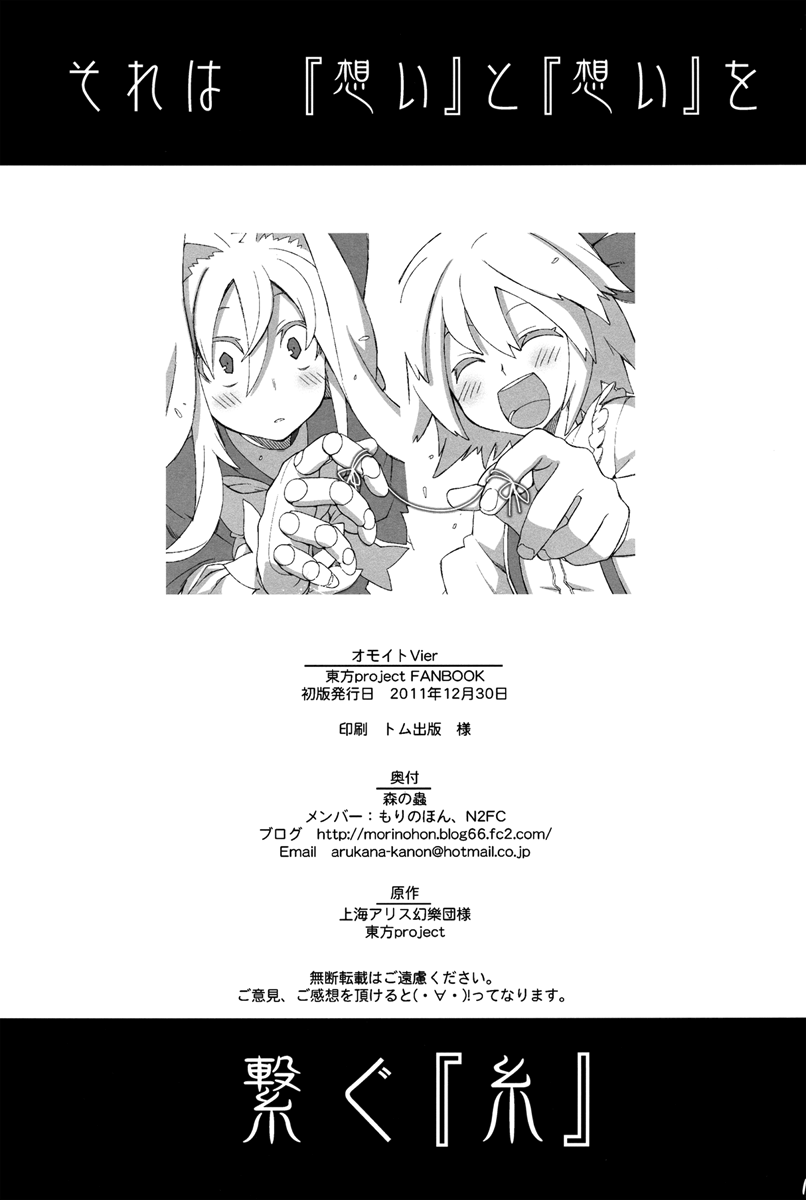 それは　『想い』と『想い』を
オモイトVier
東方project FANBOOK
初版発行日　2011年12月30日
印刷　トム出版　様
奥付
森の蟲
メンバー：もりのほん、N2FC
ブログ　http://morinohon.blog66.fc2.com/
Email　arukana-kanon@hotmail.co.jp
原作
上海アリス幻樂団様
東方project
無断転載はご遠慮ください。
ご意見、ご感想を頂けると(・∀・)!ってなります。
繋ぐ『糸』